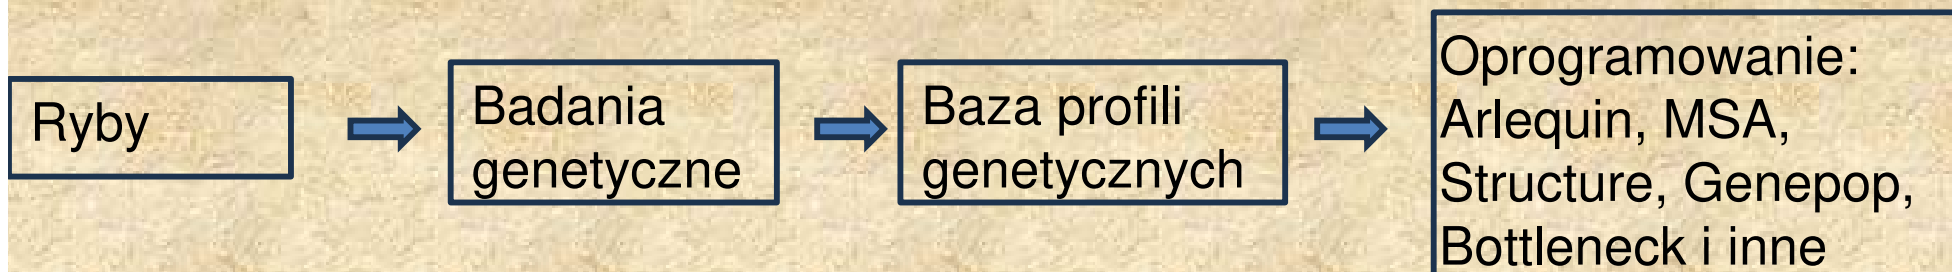 Ryby
Badania
genetyczne
Baza profili
genetycznych
Oprogramowanie:
Arlequin, MSA,
Structure, Genepop,
Bottleneck i inne